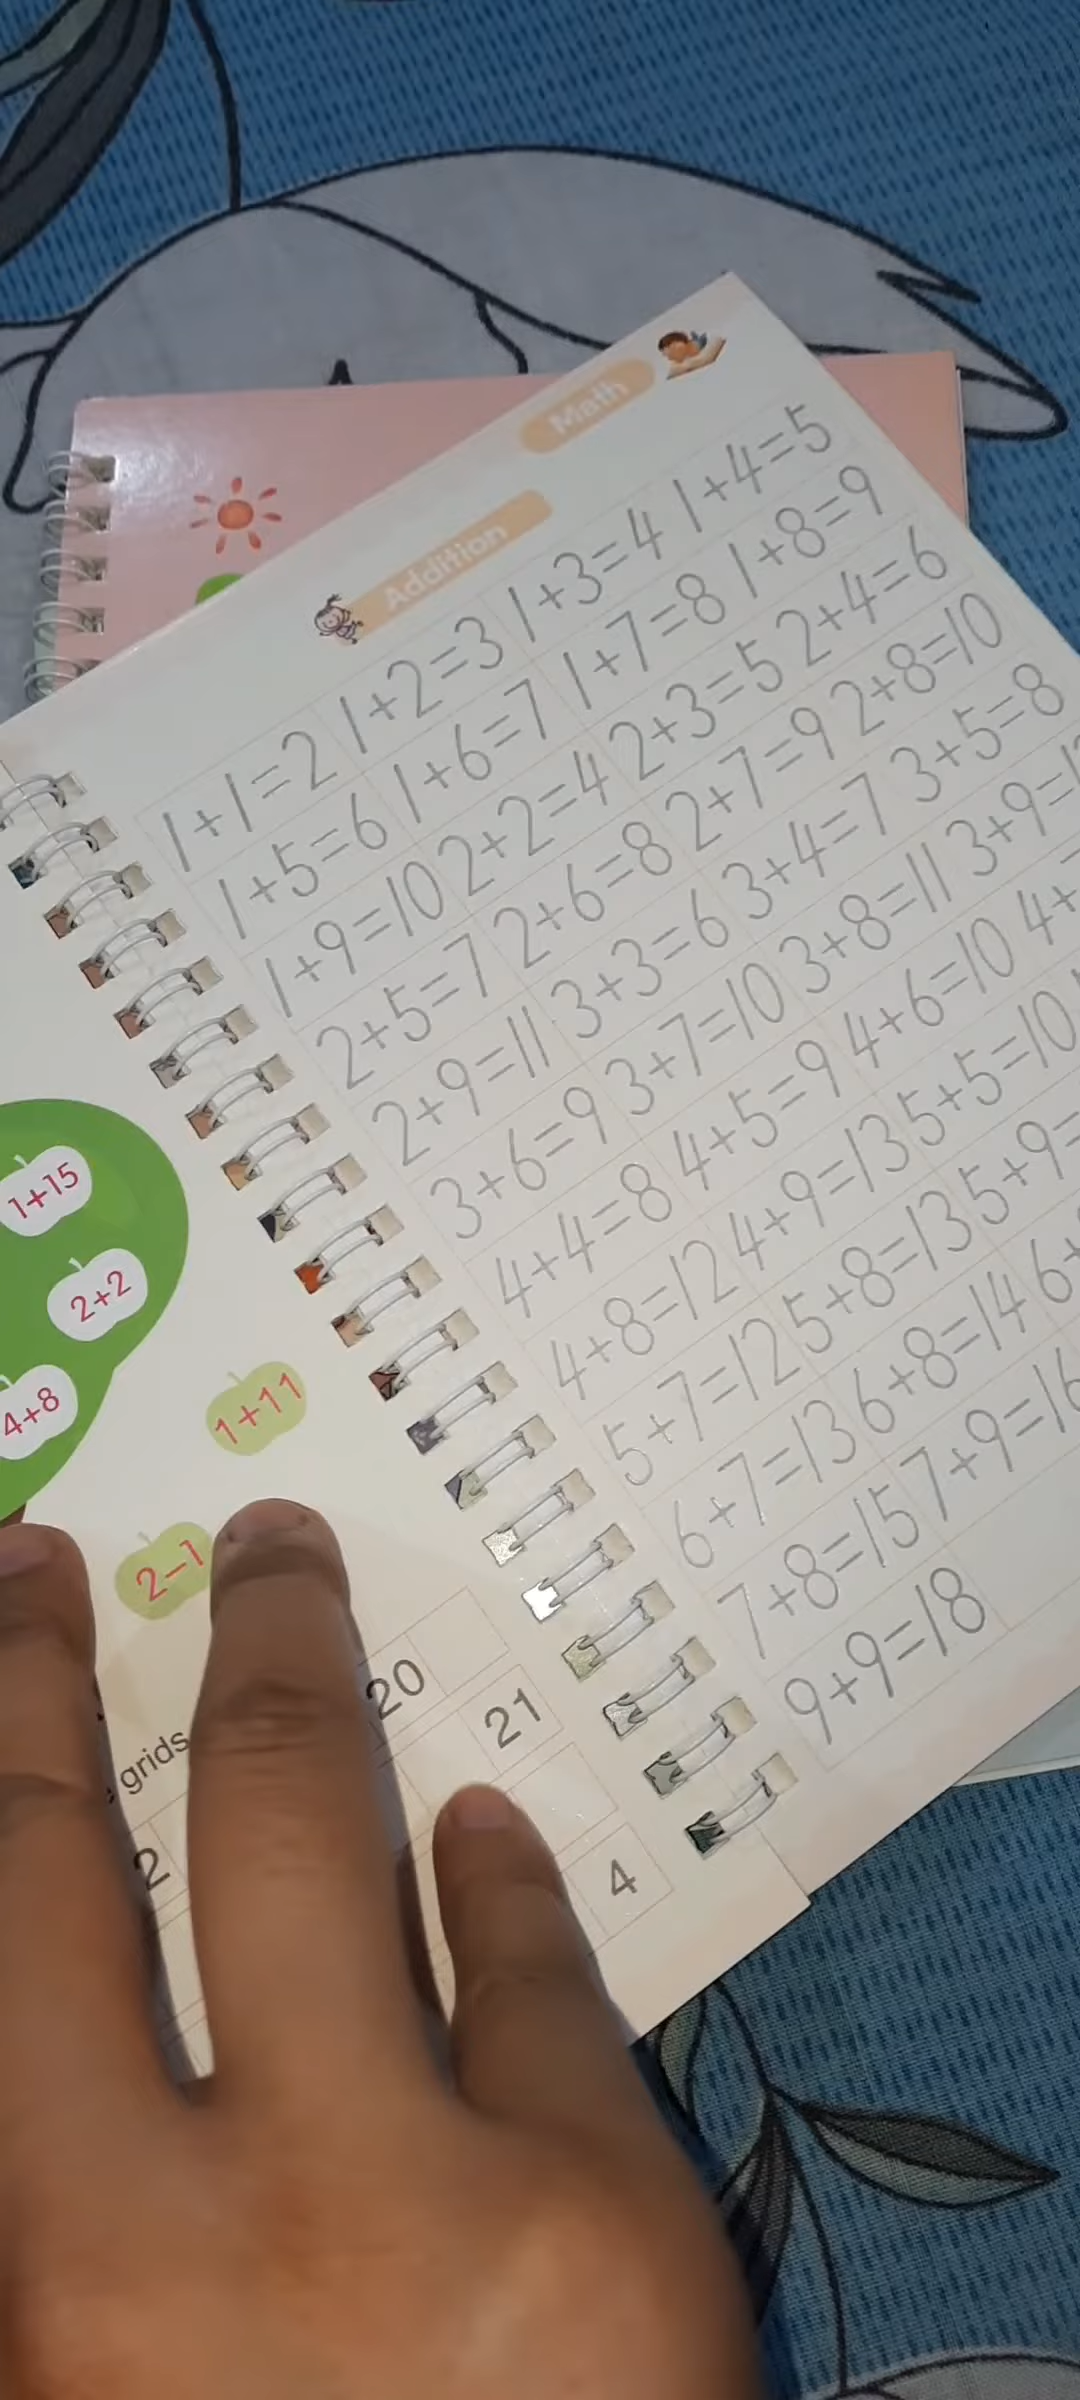 Math
Addition
1+1=2 1+2=3 1+3=4 1+4=5
1+5=6 1+6=7 1+7=8 1+8=9
1+9=10 2+2=4 2+3=5 2+4=6
2+5=7 2+6=8 2+7=9 2+8=10
2+9=11 3+3=6 3+4=7 3+5=8
3+6=9 3+7=10 3+8=11 3+9=
4+4=8 4+5=9 4+6=10 4+
4+8=12 4+9=13 5+5=10
5+7=12 5+8=13 5+9=
6+7=13 6+8=14 6+
7+8=15 7+9=16
9+9=18
1+15
2+2
4+8
1+11
2-1
grids
20
21
2
4